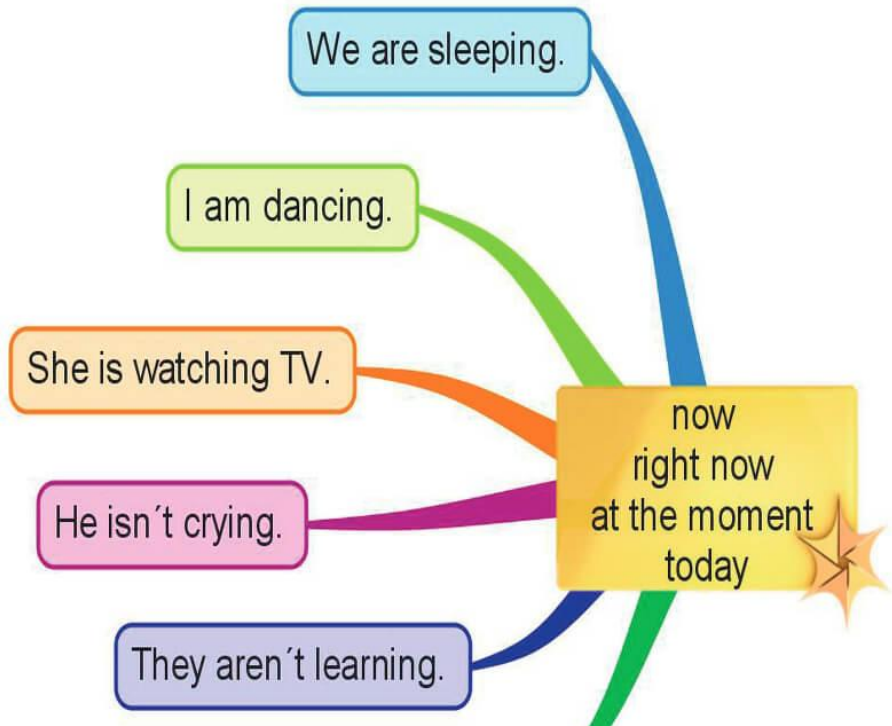 We are sleeping.
I am dancing.
She is watching TV.
He isn´t crying.
They aren´t learning.
now
right now
at the moment
today